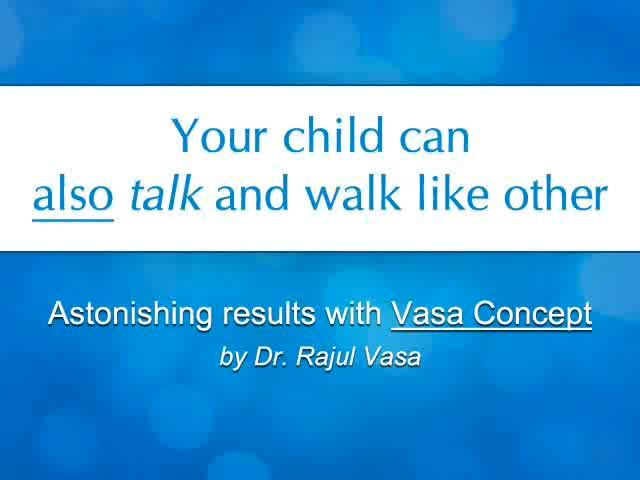 Your child can
also talk and walk like other
Astonishing results with Vasa Concept
by Dr. Rajul Vasa